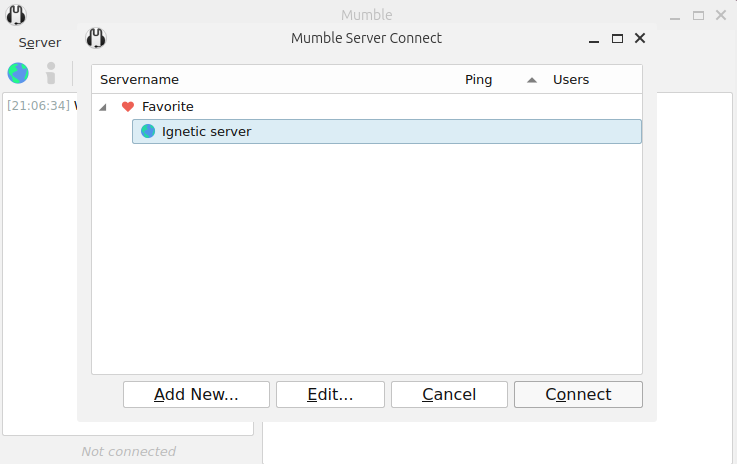 Mumble
Mumble Server Connect
Server
Servername Ping Users
[21:06:34]
Favorite
Ignetic server
Add New... Edit... Cancel Connect
Not connected